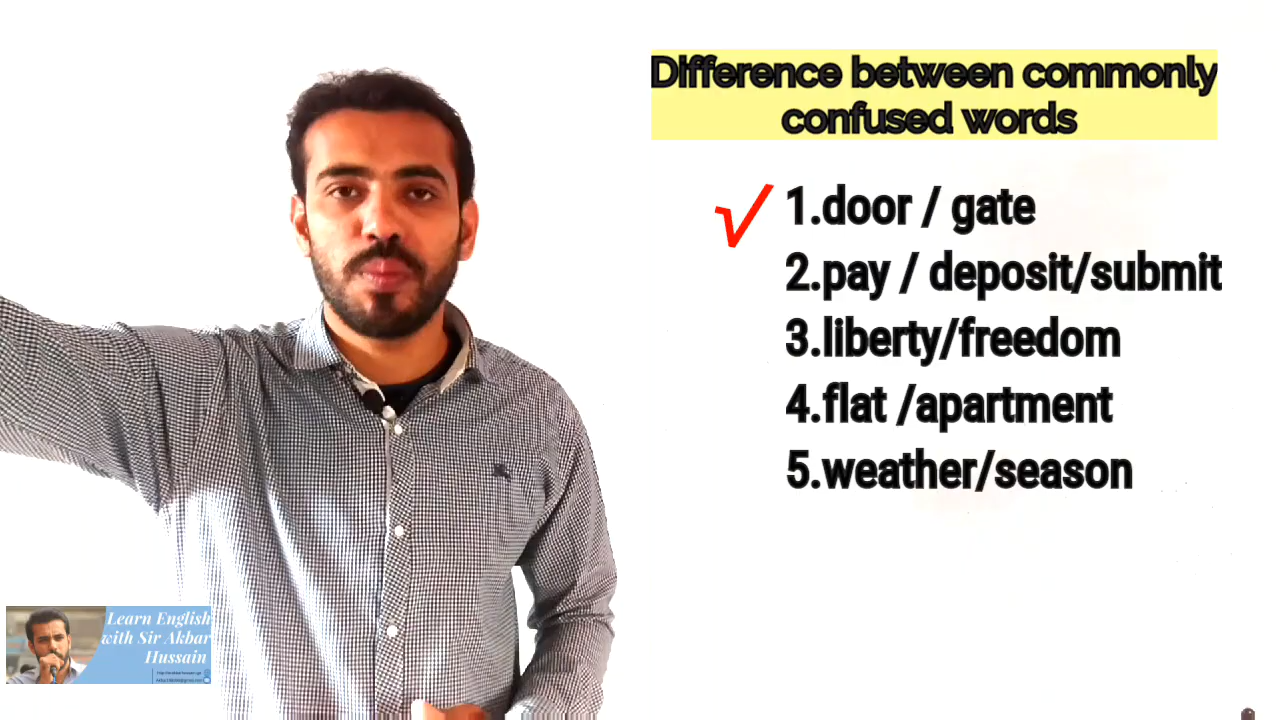 Difference between commonly
confused words
1.door / gate
2.pay / deposit/submit
3.liberty/freedom
4.flat /apartment
5.weather/season
Learn English
with Sir Akbar
Hussain